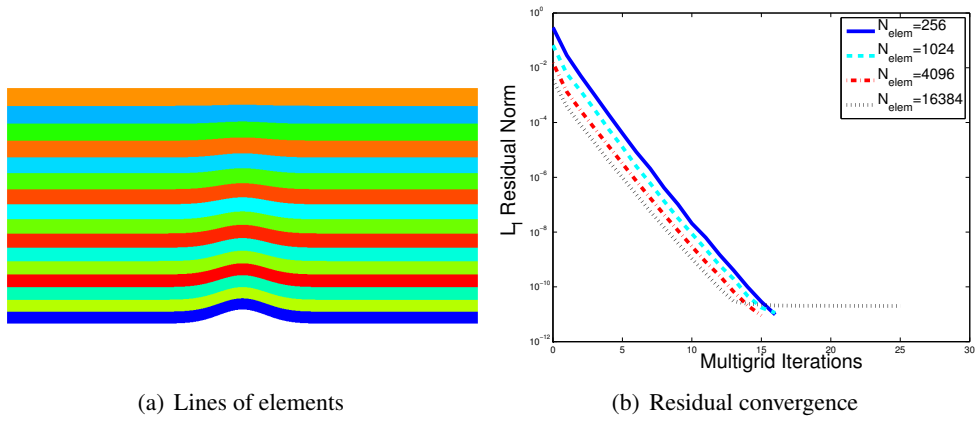 10^0
10^-2
10^-4
10^-6
10^-8
10^-10
10^-12
L_1 Residual Norm
0 5 10 15 20 25 30
Multigrid Iterations
N_elem=256
N_elem=1024
N_elem=4096
N_elem=16384
(a) Lines of elements
(b) Residual convergence